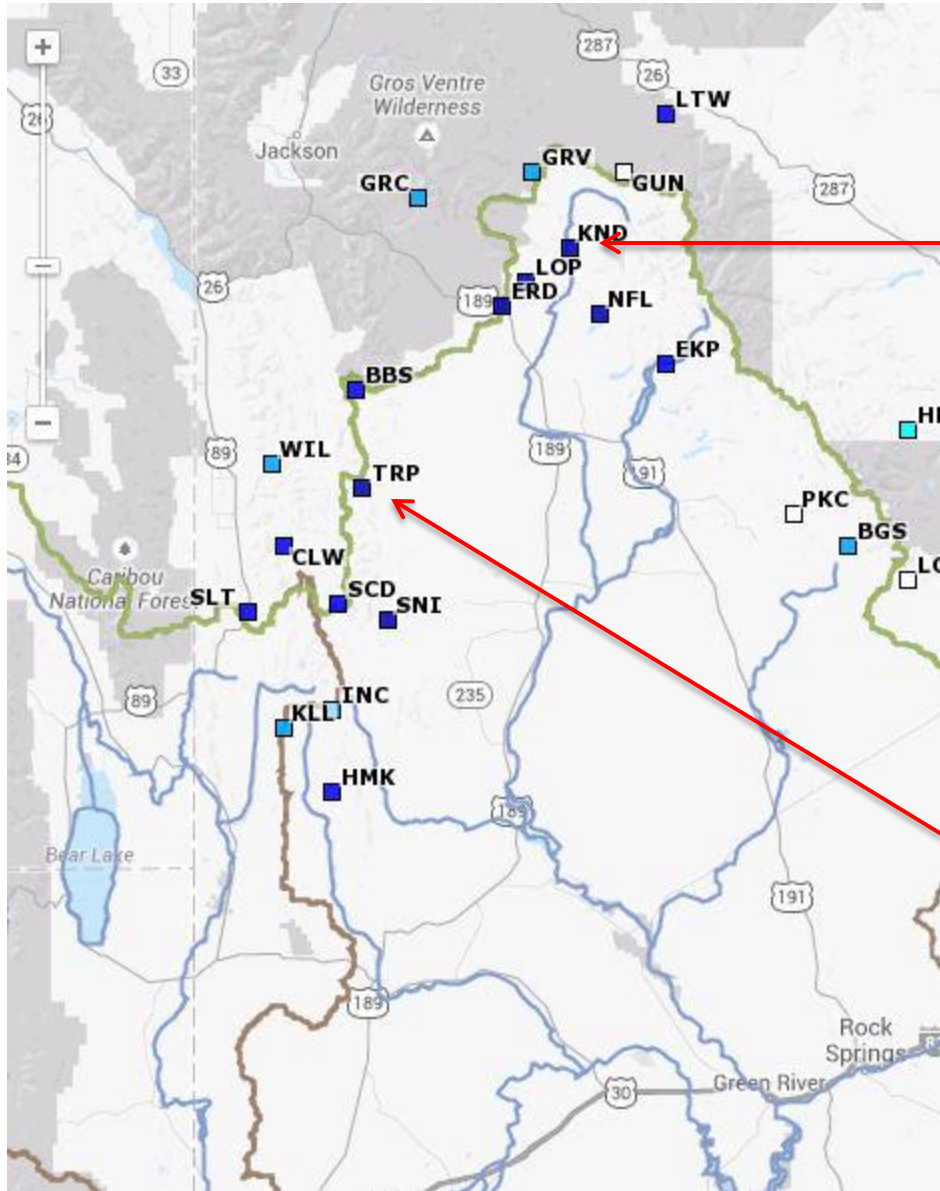 +
287
33
26
LTW
Gros Ventre
Wilderness
26
Jackson
GRV
GRC
GUN
287
KND
LOP
26
189
ERD
NFL
EKP
BBS
89
189
WIL
191
TRP
PKC
BGS
CLW
Caribou
National Forest
SLT
SCD
SNI
89
235
INC
KLL
HMK
189
Bear Lake
191
189
Rock
Springs
Green River
30